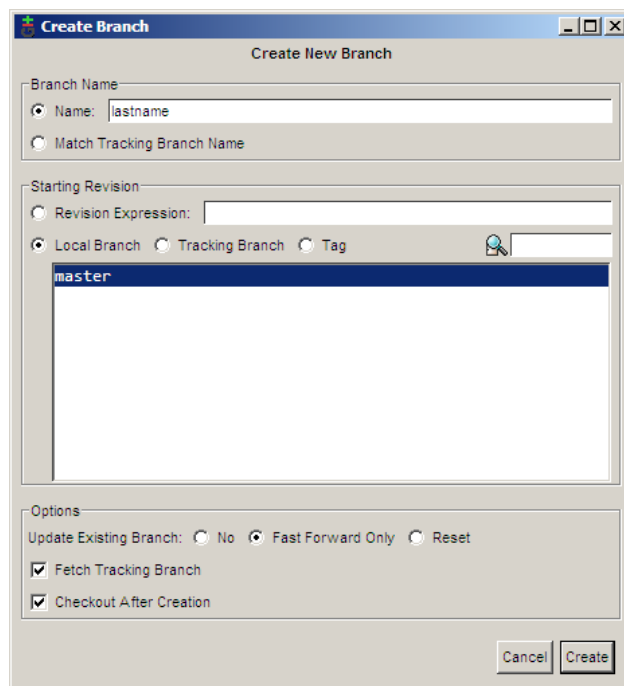 Create Branch
Create New Branch
Branch Name
Name: lastname
Match Tracking Branch Name
Starting Revision
Revision Expression:
Local Branch Tracking Branch Tag
master
Options
Update Existing Branch: No Fast Forward Only Reset
Fetch Tracking Branch
Checkout After Creation
Cancel Create